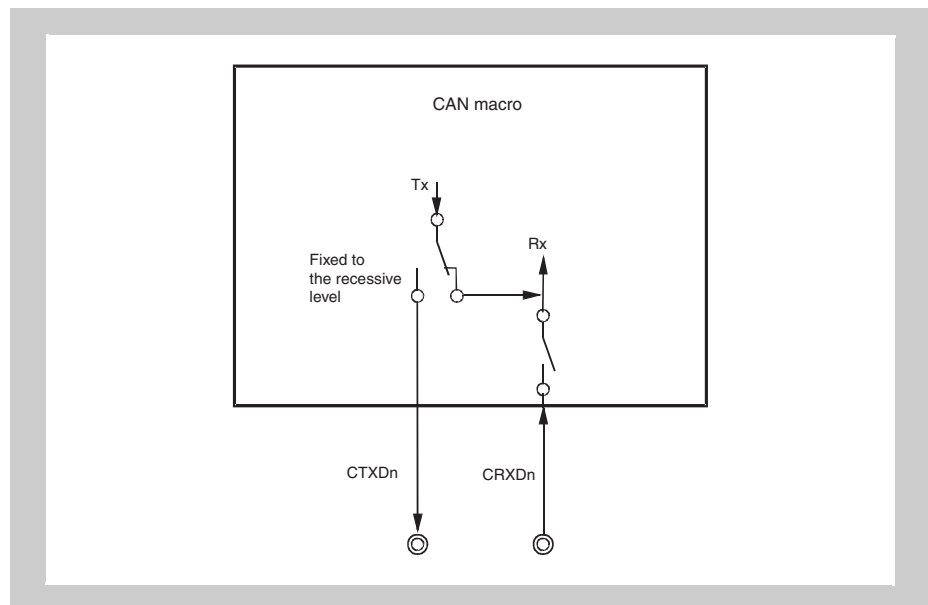 CAN macro
Tx
Rx
Fixed to
the recessive
level
CTXDn
CRXDn